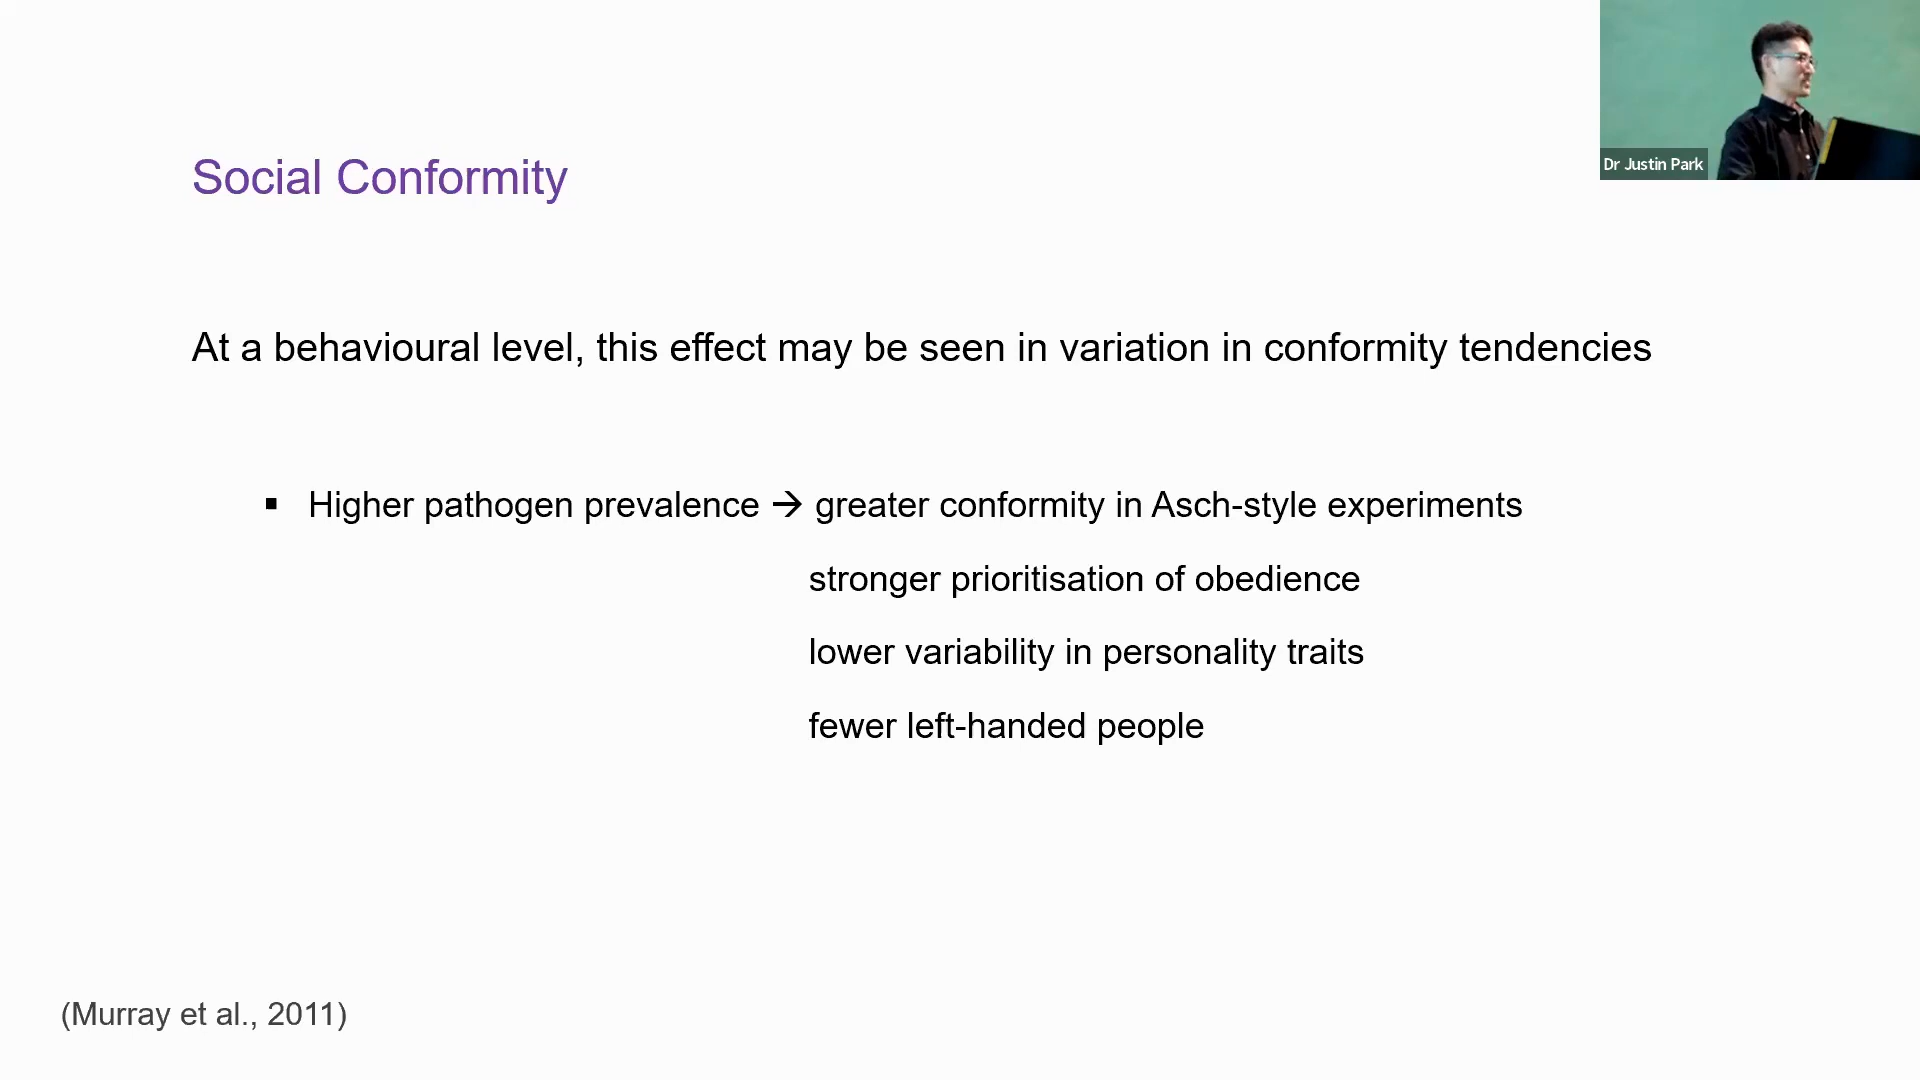 Dr Justin Park
Social Conformity
At a behavioural level, this effect may be seen in variation in conformity tendencies
▪ Higher pathogen prevalence → greater conformity in Asch-style experiments
stronger prioritisation of obedience
lower variability in personality traits
fewer left-handed people
(Murray et al., 2011)